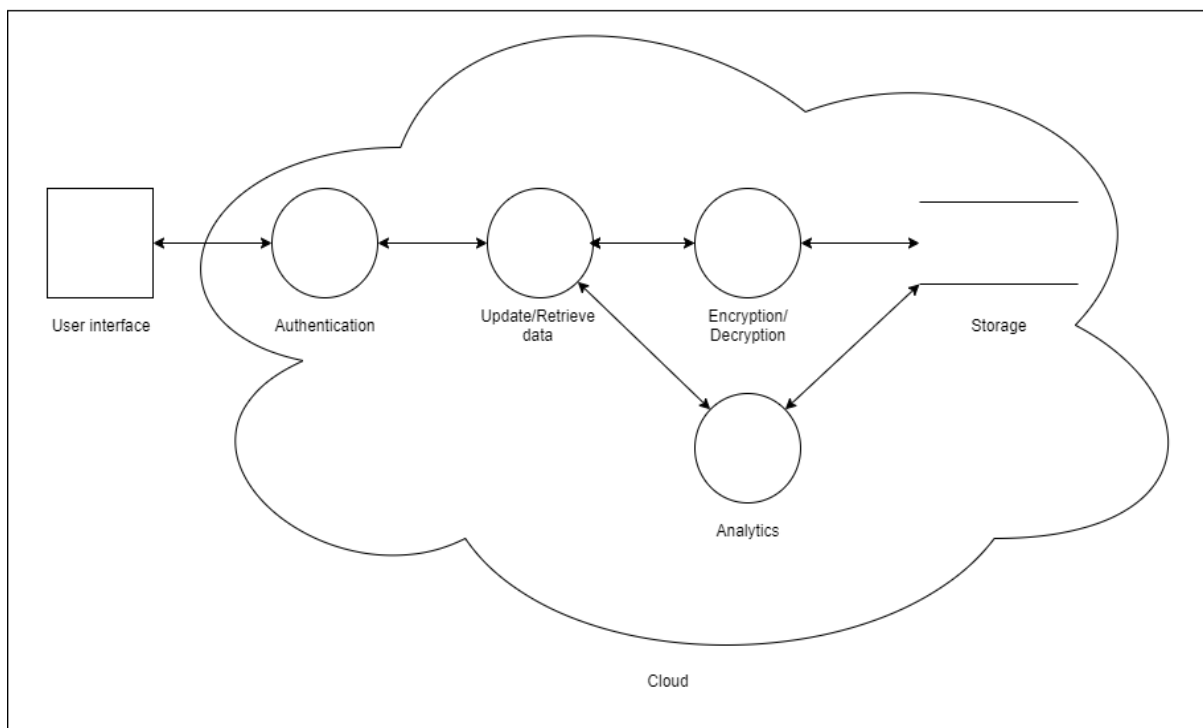 User interface
Authentication
Update/Retrieve
data
Encryption/
Decryption
Storage
Analytics
Cloud